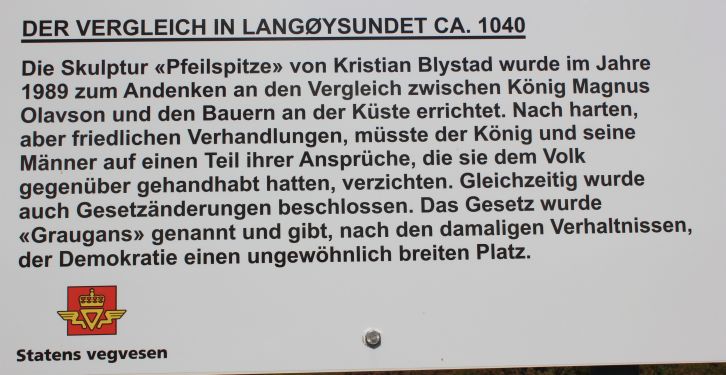 DER VERGLEICH IN LANGØYSUNDET CA. 1040
Die Skulptur «Pfeilspitze» von Kristian Blystad wurde im Jahre
1989 zum Andenken an den Vergleich zwischen König Magnus
Olavson und den Bauern an der Küste errichtet. Nach harten,
aber friedlichen Verhandlungen, müsste der König und seine
Männer auf einen Teil ihrer Ansprüche, die sie dem Volk
gegenüber gehandhabt hatten, verzichten. Gleichzeitig wurde
auch Gesetzänderungen beschlossen. Das Gesetz wurde
«Graugans» genannt und gibt, nach den damaligen Verhaltnissen,
der Demokratie einen ungewöhnlich breiten Platz.
Statens vegvesen